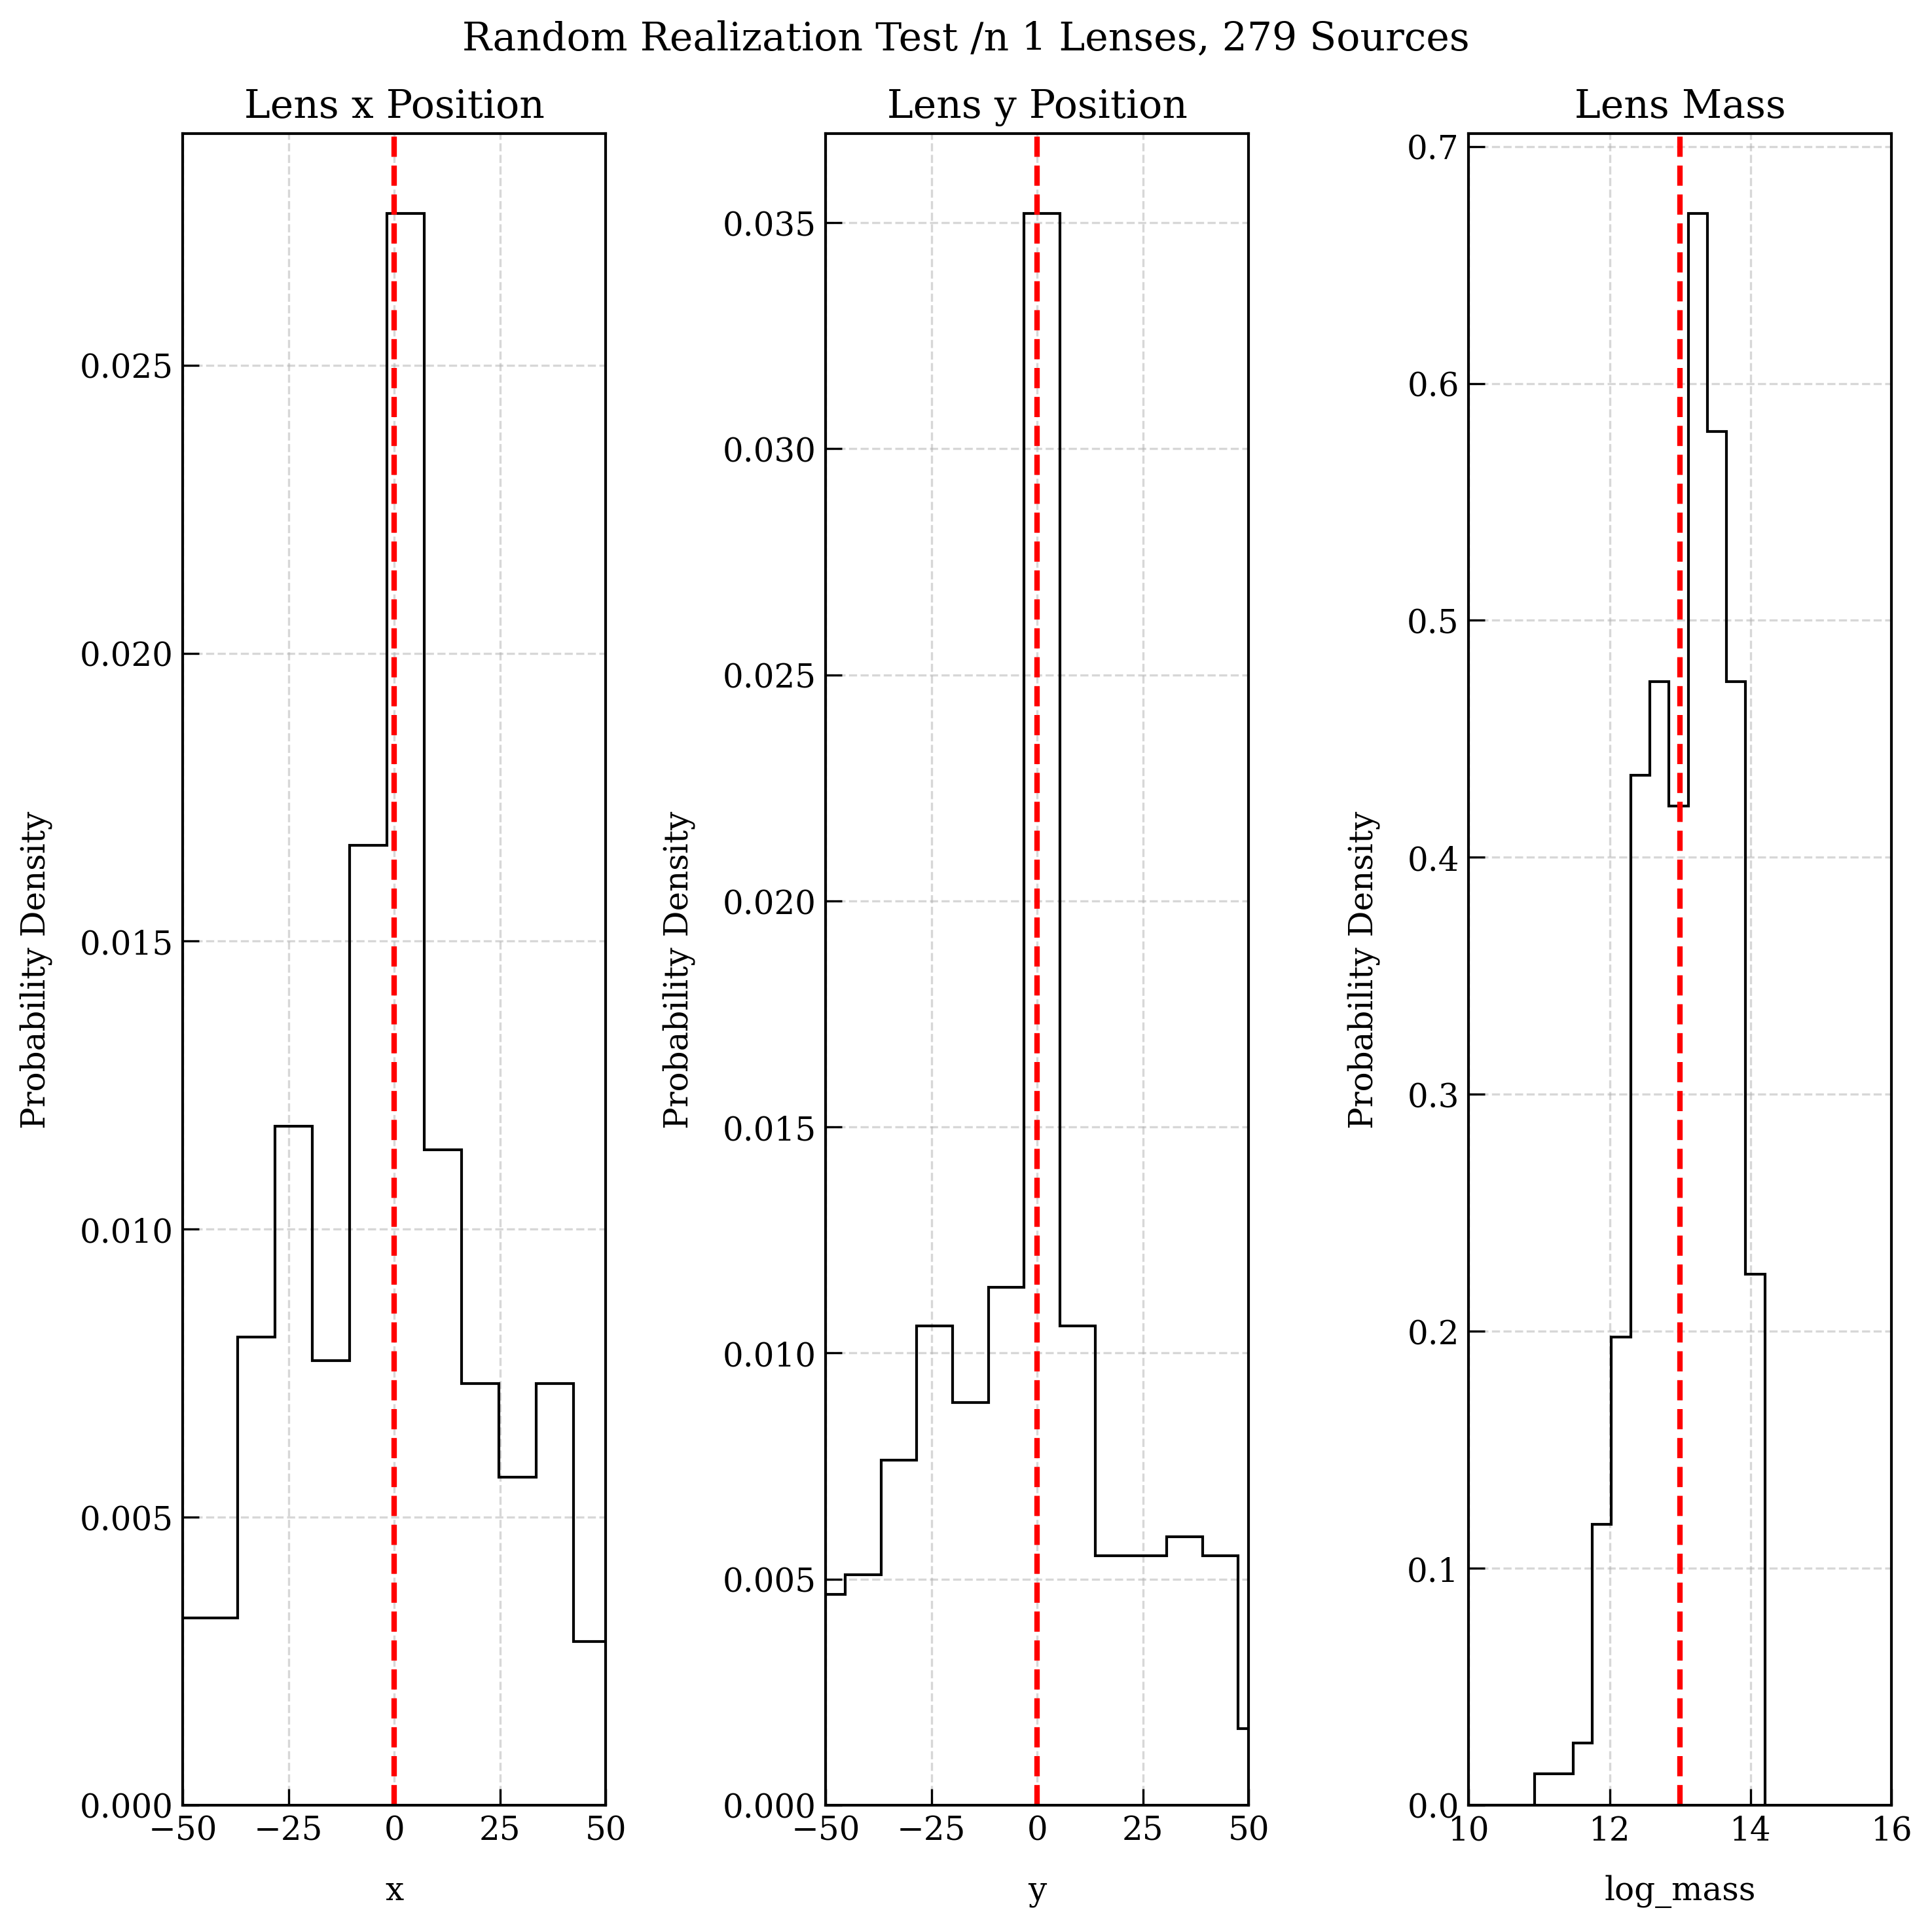 Random Realization Test /n 1 Lenses, 279 Sources
Lens x Position
Probability Density
0.025
0.020
0.015
0.010
0.005
0.000
−50 −25 0 25 50
x
Lens y Position
Probability Density
0.035
0.030
0.025
0.020
0.015
0.010
0.005
0.000
−50 −25 0 25 50
y
Lens Mass
Probability Density
0.7
0.6
0.5
0.4
0.3
0.2
0.1
0.0
10 12 14 16
log_mass